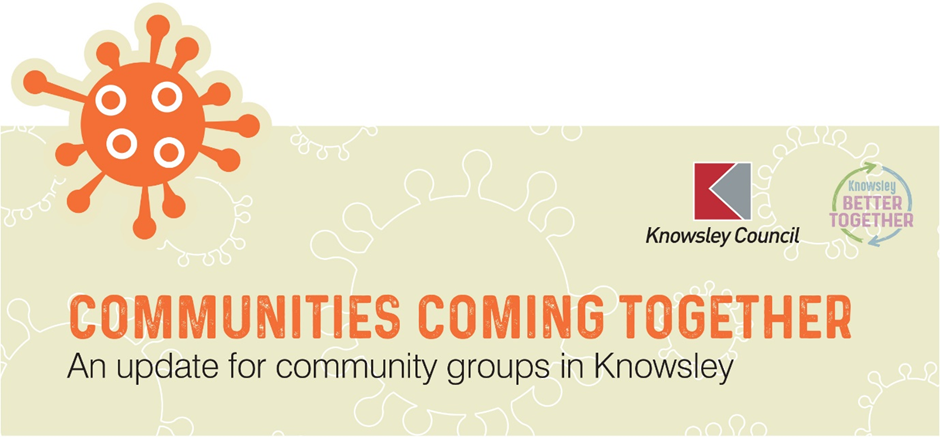 Knowsley Council
Knowsley
BETTER
TOGETHER
COMMUNITIES COMING TOGETHER
An update for community groups in Knowsley